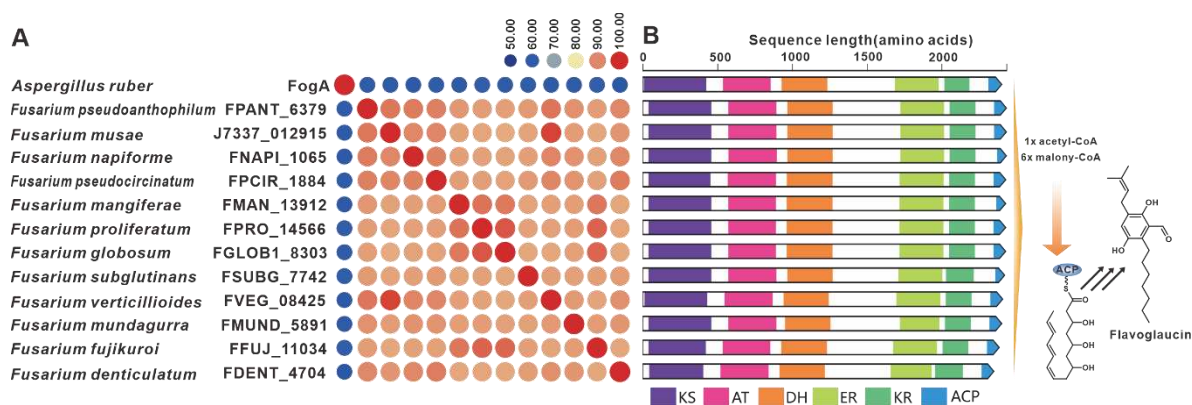 A
50.00
60.00
70.00
80.00
90.00
100.00
Aspergillus ruber FogA
Fusarium pseudoanthophilum FPANT_6379
Fusarium musae J7337_012915
Fusarium napiforme FNAPI_1065
Fusarium pseudocircinatum FPCIR_1884
Fusarium mangiferae FMAN_13912
Fusarium proliferatum FPRO_14566
Fusarium globosum FGLOB1_8303
Fusarium subglutinans FSUBG_7742
Fusarium verticillioides FVEG_08425
Fusarium mundagurra FMUND_5891
Fusarium fujikuroi FFUJ_11034
Fusarium denticulatum FDENT_4704
B
Sequence length(amino acids)
0 500 1000 1500 2000
KS AT DH ER KR ACP
1x acetyl-CoA
6x malony-CoA
ACP
S
O
OH
OH
OH
OH
O
HO
Flavoglaucin